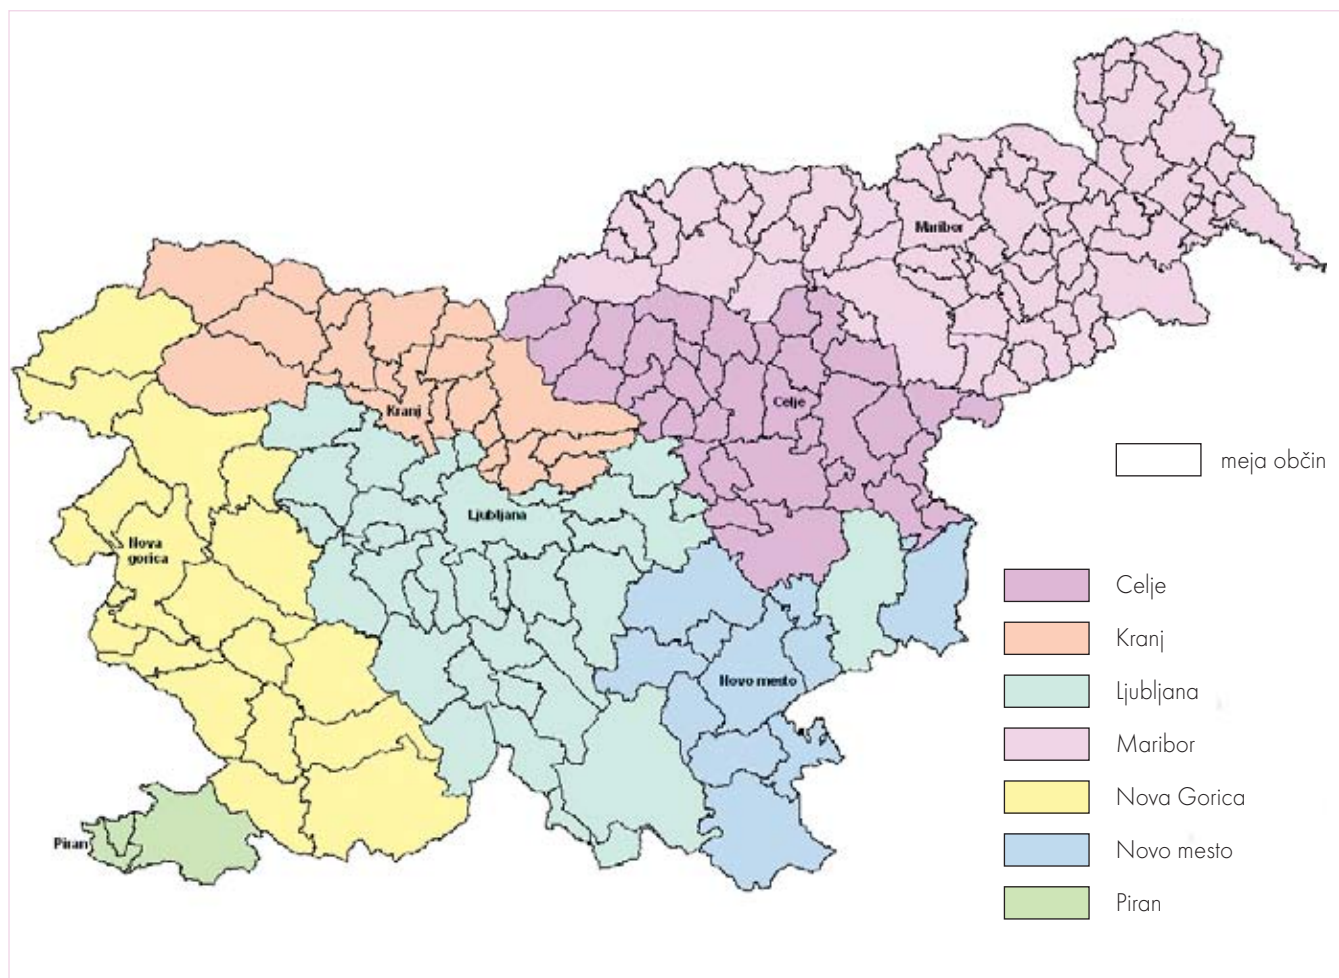 Maribor
Celje
Kranj
Ljubljana
Nova
gorica
Novo mesto
Piran
meja občin
Celje
Kranj
Ljubljana
Maribor
Nova Gorica
Novo mesto
Piran